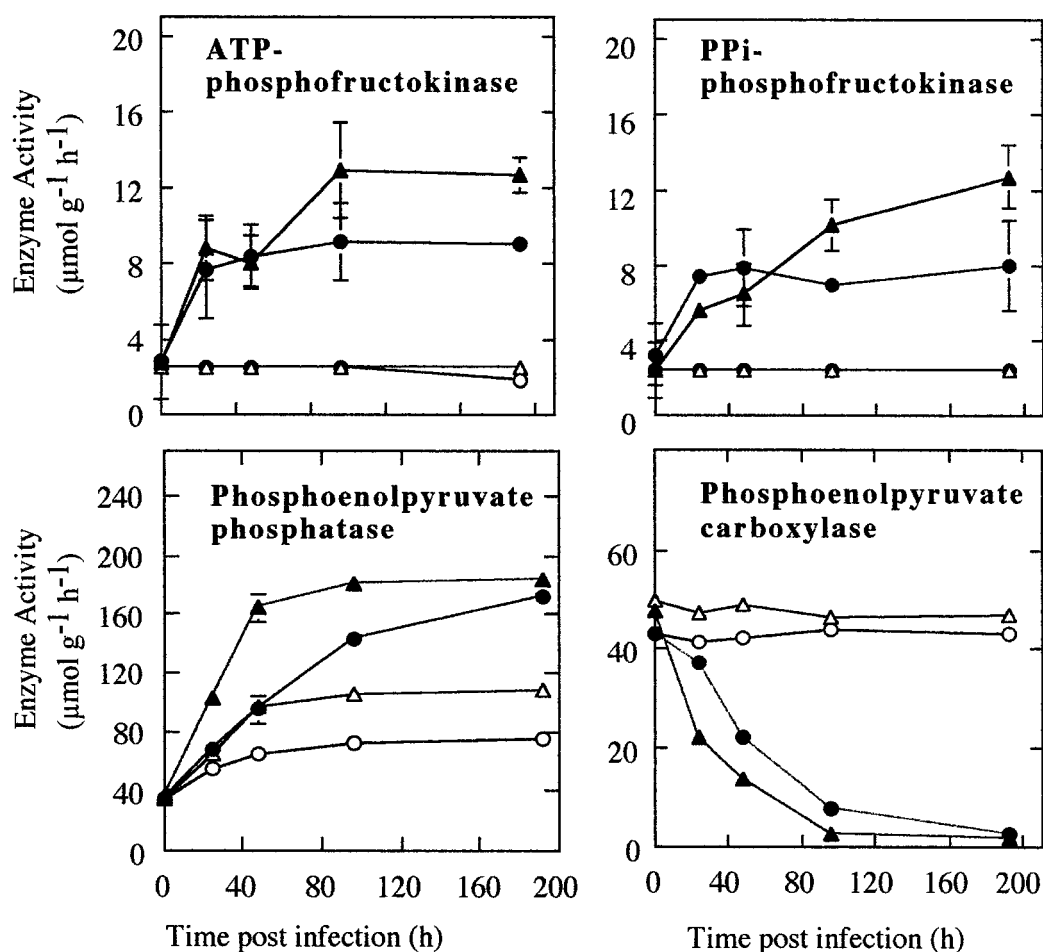 ATP-
phosphofructokinase
20
16
12
8
4
0
Enzyme Activity
(μmol g⁻¹ h⁻¹)
PPi-
phosphofructokinase
20
16
12
8
4
0
Phosphoenolpyruvate
phosphatase
240
200
160
120
80
40
0
Enzyme Activity
(μmol g⁻¹ h⁻¹)
0 40 80 120 160 200
Time post infection (h)
Phosphoenolpyruvate
carboxylase
60
40
20
0
0 40 80 120 160 200
Time post infection (h)